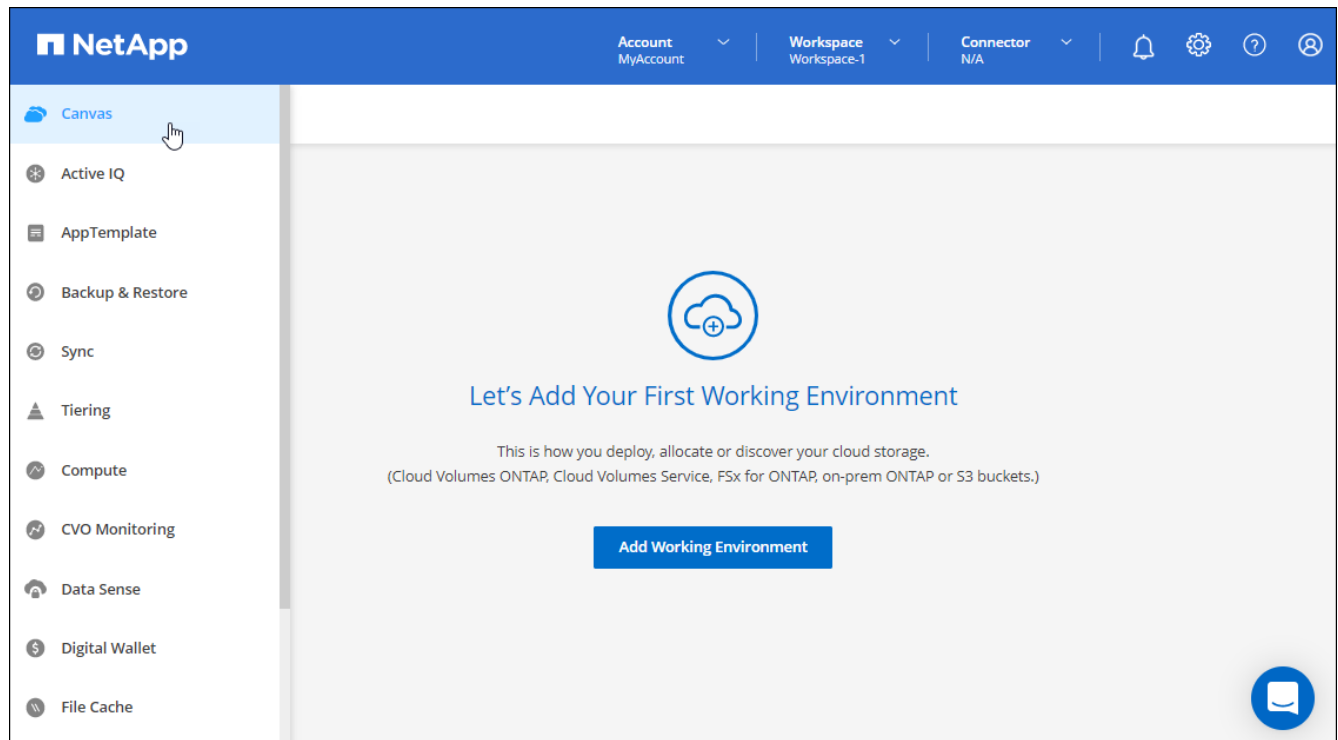 NetApp
Account
MyAccount
Workspace
Workspace-1
Connector
N/A
Canvas
Active IQ
AppTemplate
Backup & Restore
Sync
Tiering
Compute
CVO Monitoring
Data Sense
Digital Wallet
File Cache
Let's Add Your First Working Environment
This is how you deploy, allocate or discover your cloud storage.
(Cloud Volumes ONTAP, Cloud Volumes Service, FSx for ONTAP, on-prem ONTAP or S3 buckets.)
Add Working Environment